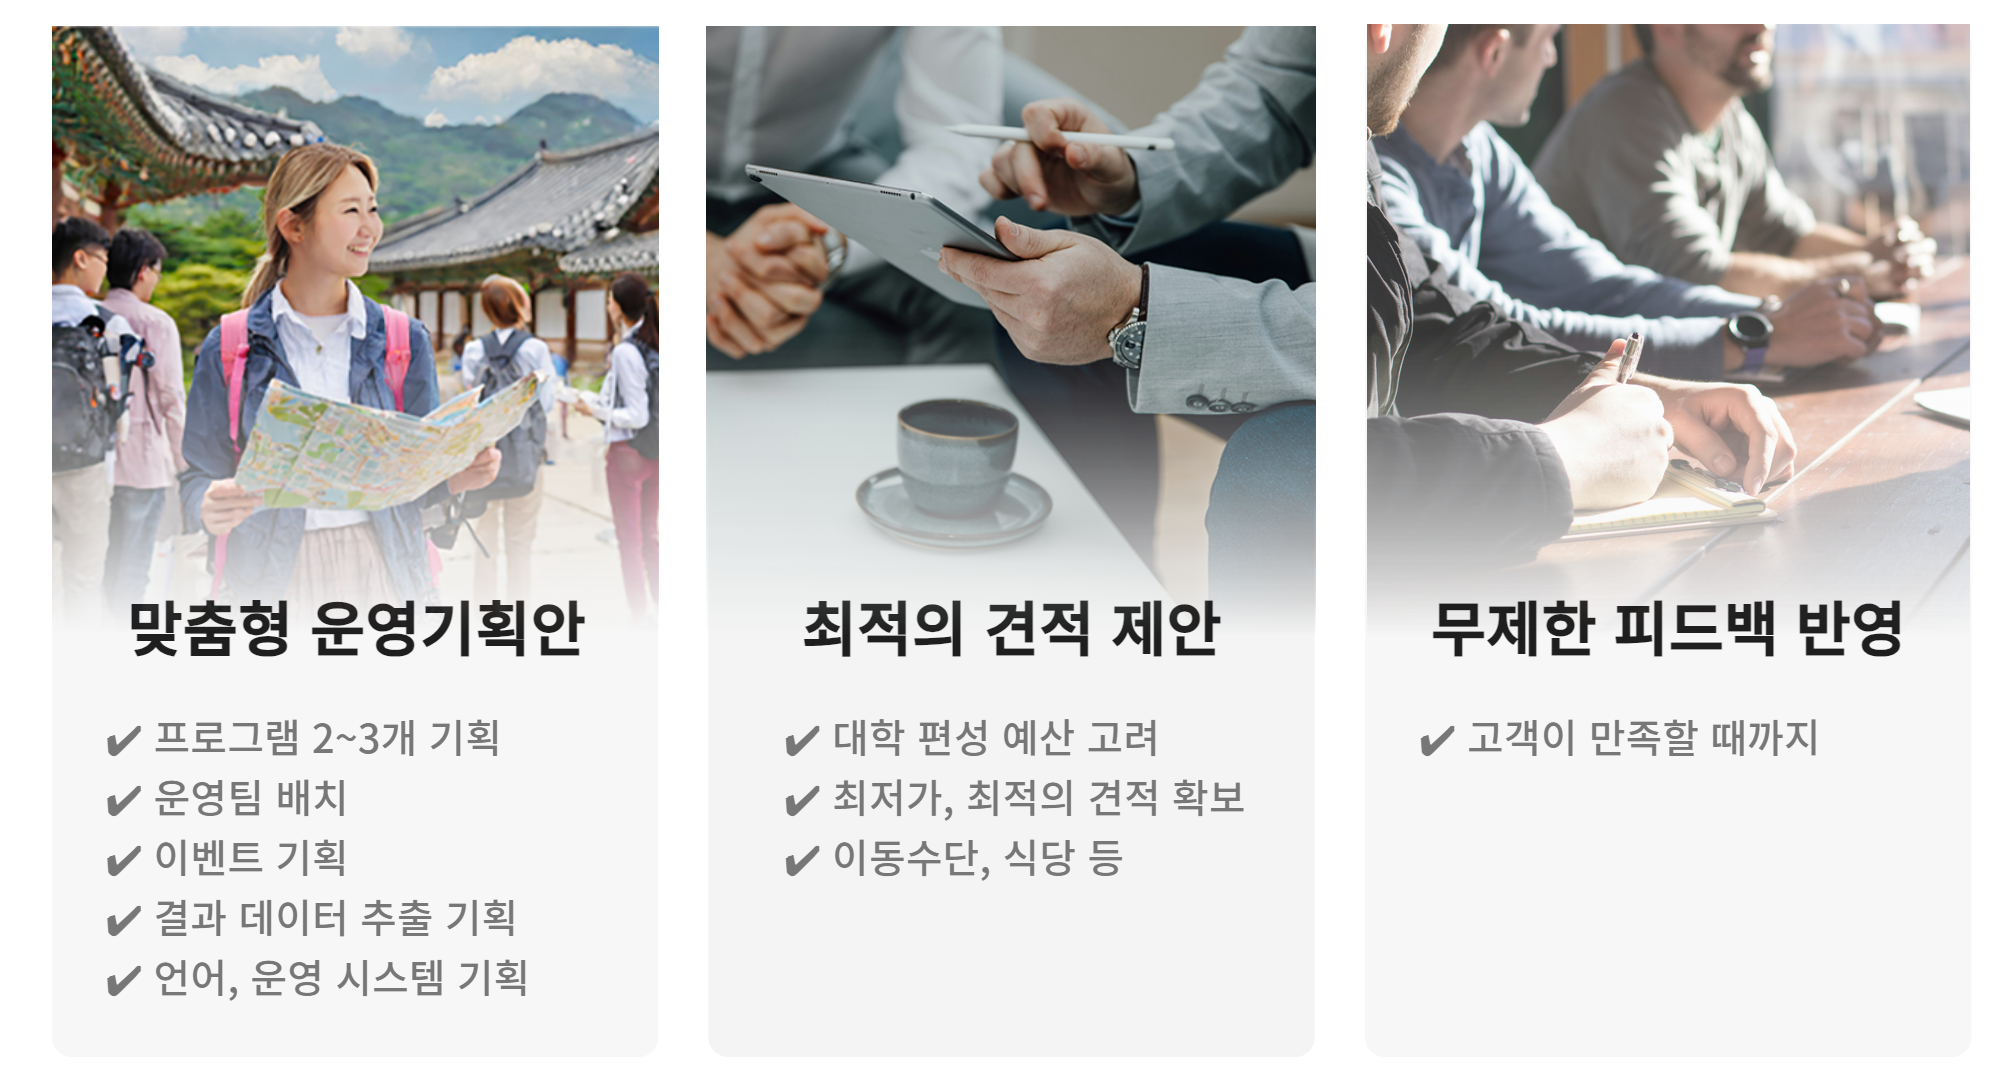 맞춤형 운영기획안
✔ 프로그램 2~3개 기획
✔ 운영팀 배치
✔ 이벤트 기획
✔ 결과 데이터 추출 기획
✔ 언어, 운영 시스템 기획
최적의 견적 제안
✔ 대학 편성 예산 고려
✔ 최저가, 최적의 견적 확보
✔ 이동수단, 식당 등
무제한 피드백 반영
✔ 고객이 만족할 때까지